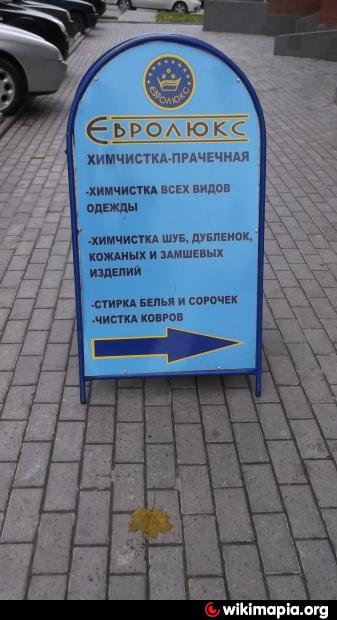 ЕВРОЛЮКС
ЕВРОЛЮКС
ХИМЧИСТКА-ПРАЧЕЧНАЯ
-ХИМЧИСТКА ВСЕХ ВИДОВ
ОДЕЖДЫ
-ХИМЧИСТКА ШУБ, ДУБЛЕНОК,
КОЖАНЫХ И ЗАМШЕВЫХ
ИЗДЕЛИЙ
-СТИРКА БЕЛЬЯ И СОРОЧЕК
-ЧИСТКА КОВРОВ
wikimapia.org